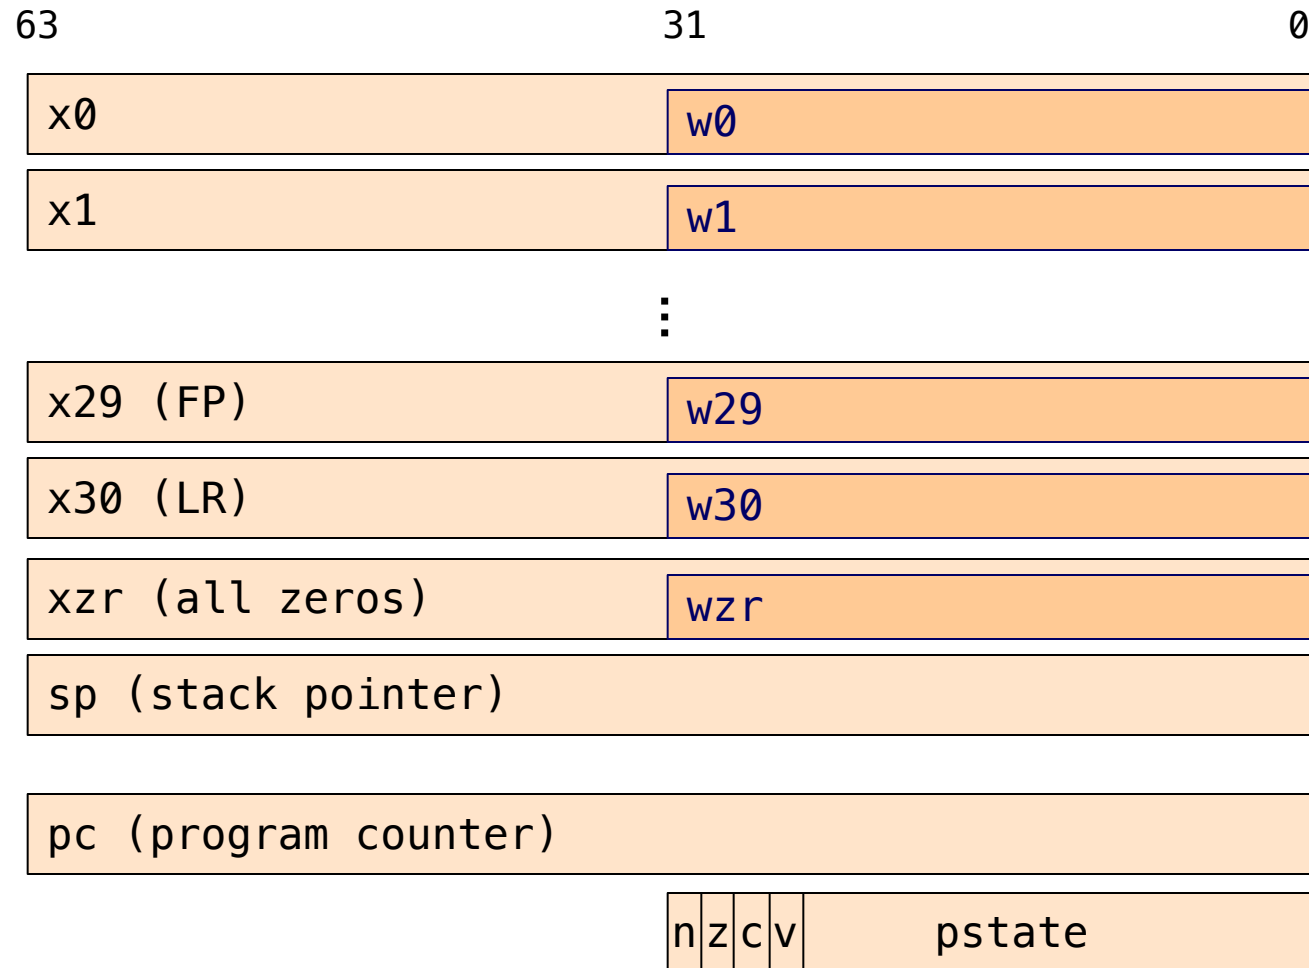 63 31 0
x0 w0
x1 w1
⋮
x29 (FP) w29
x30 (LR) w30
xzr (all zeros) wzr
sp (stack pointer)
pc (program counter)
n z c v pstate